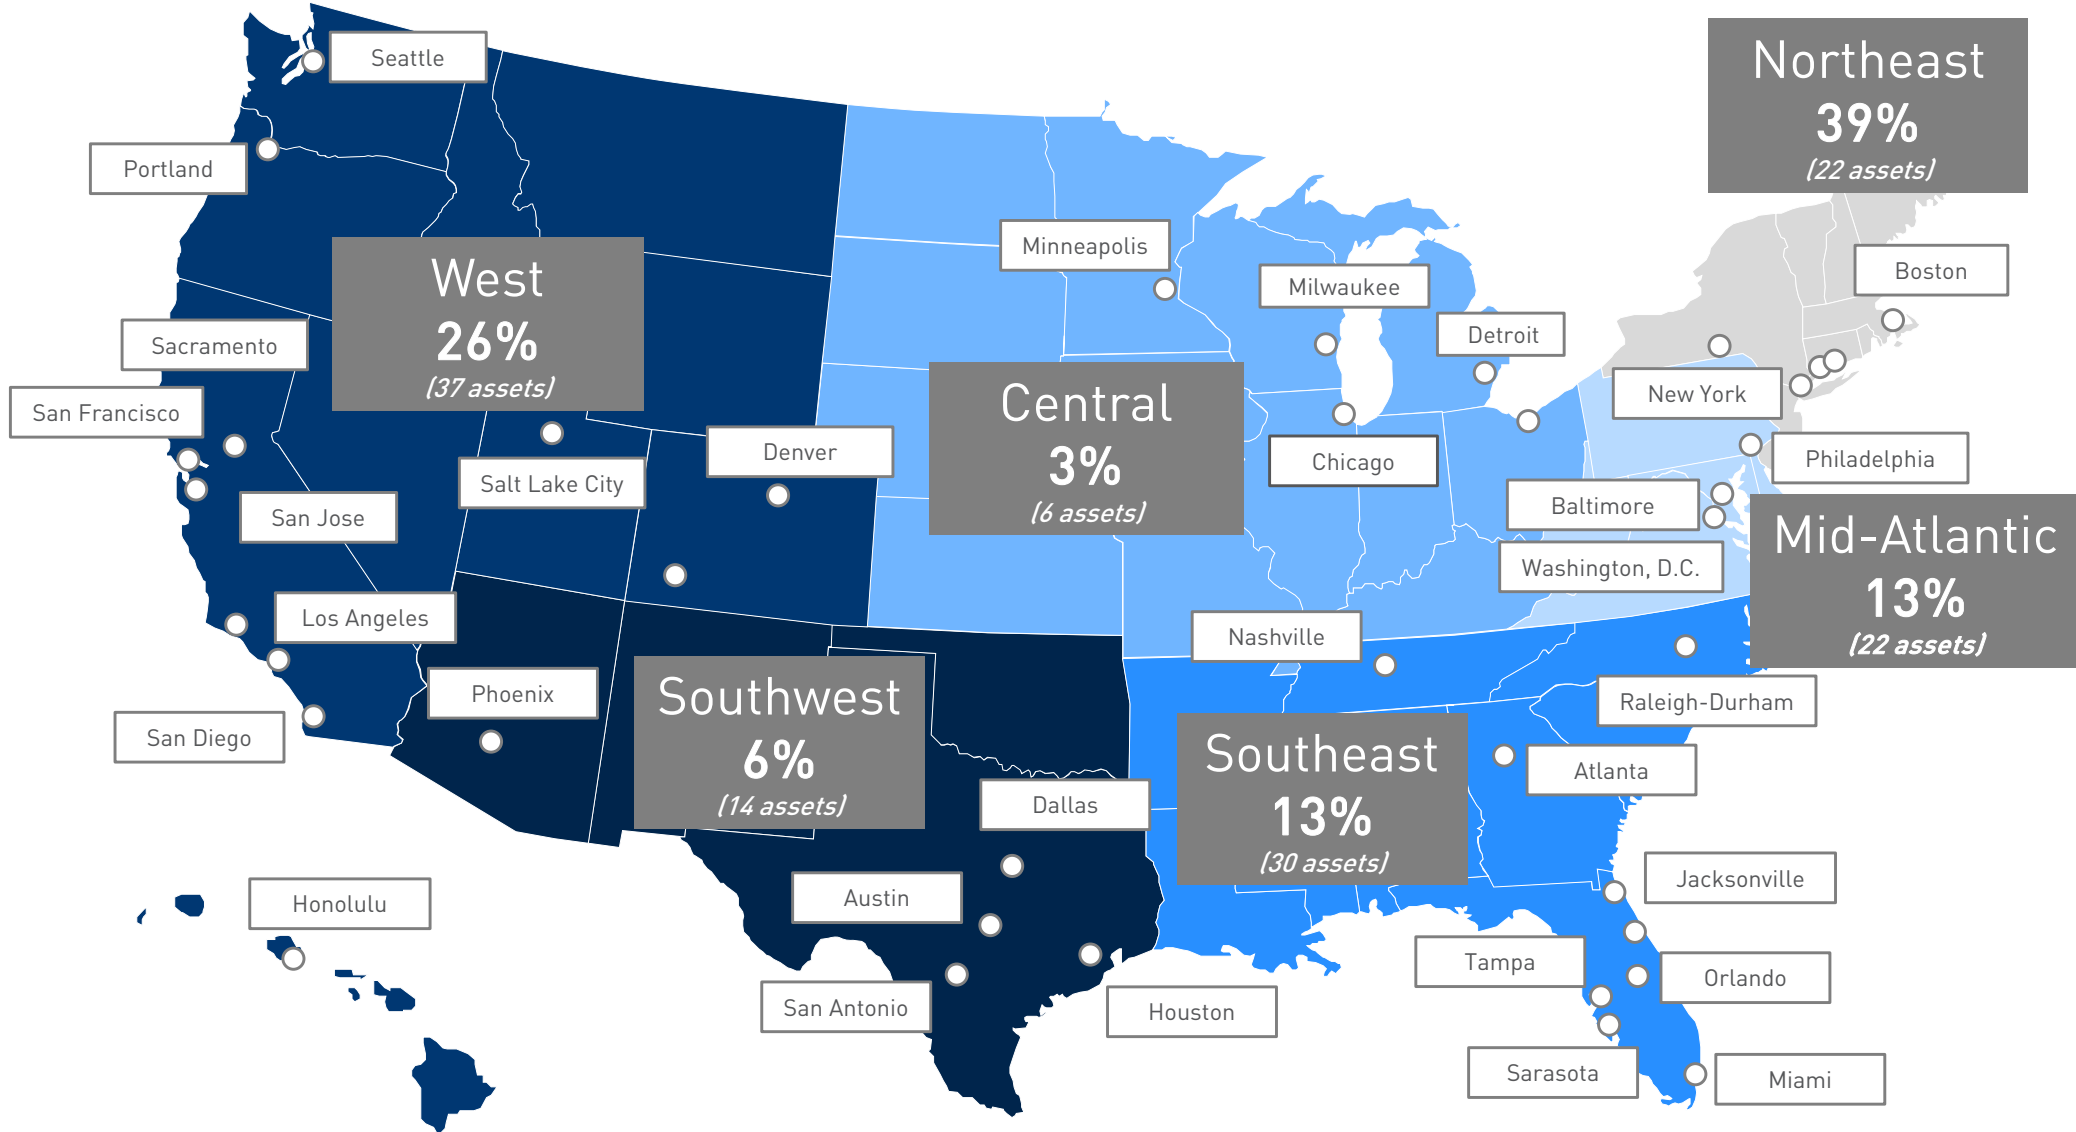 Northeast
39%
(22 assets)
Seattle
Portland
Minneapolis
Boston
West
26%
(37 assets)
Milwaukee
Detroit
Sacramento
San Francisco
Central
3%
(6 assets)
New York
Denver
Chicago
Philadelphia
Salt Lake City
San Jose
Baltimore
Mid-Atlantic
13%
(22 assets)
Washington, D.C.
Los Angeles
Nashville
Phoenix
Southwest
6%
(14 assets)
Raleigh-Durham
San Diego
Southeast
13%
(30 assets)
Atlanta
Dallas
Jacksonville
Austin
Honolulu
Tampa
Orlando
San Antonio
Houston
Sarasota
Miami